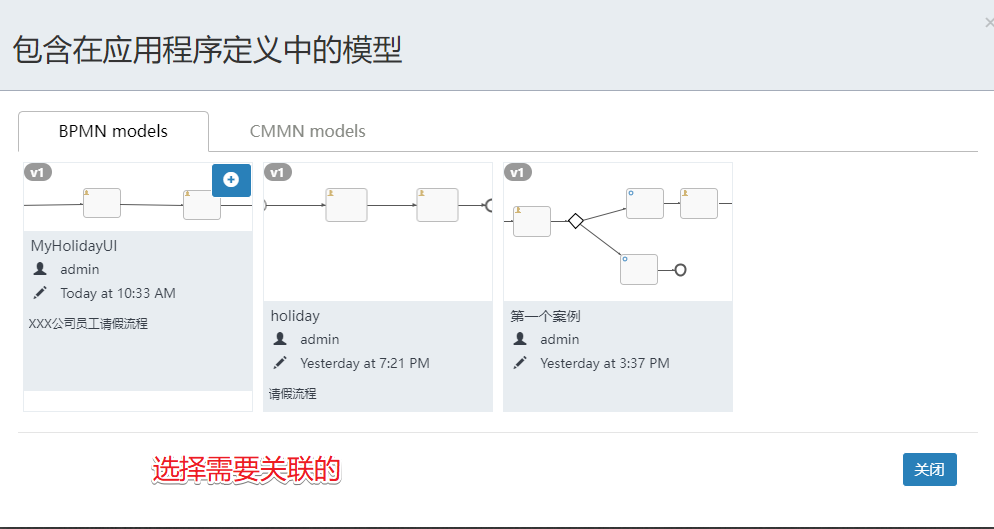 ×
包含在应用程序定义中的模型
BPMN models
CMMN models
v1
MyHolidayUI
admin
Today at 10:33 AM
XXX公司员工请假流程
v1
holiday
admin
Yesterday at 7:21 PM
请假流程
v1
第一个案例
admin
Yesterday at 3:37 PM
选择需要关联的
关闭